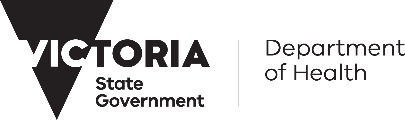 VICTORIA
State
Government
Department
of Health